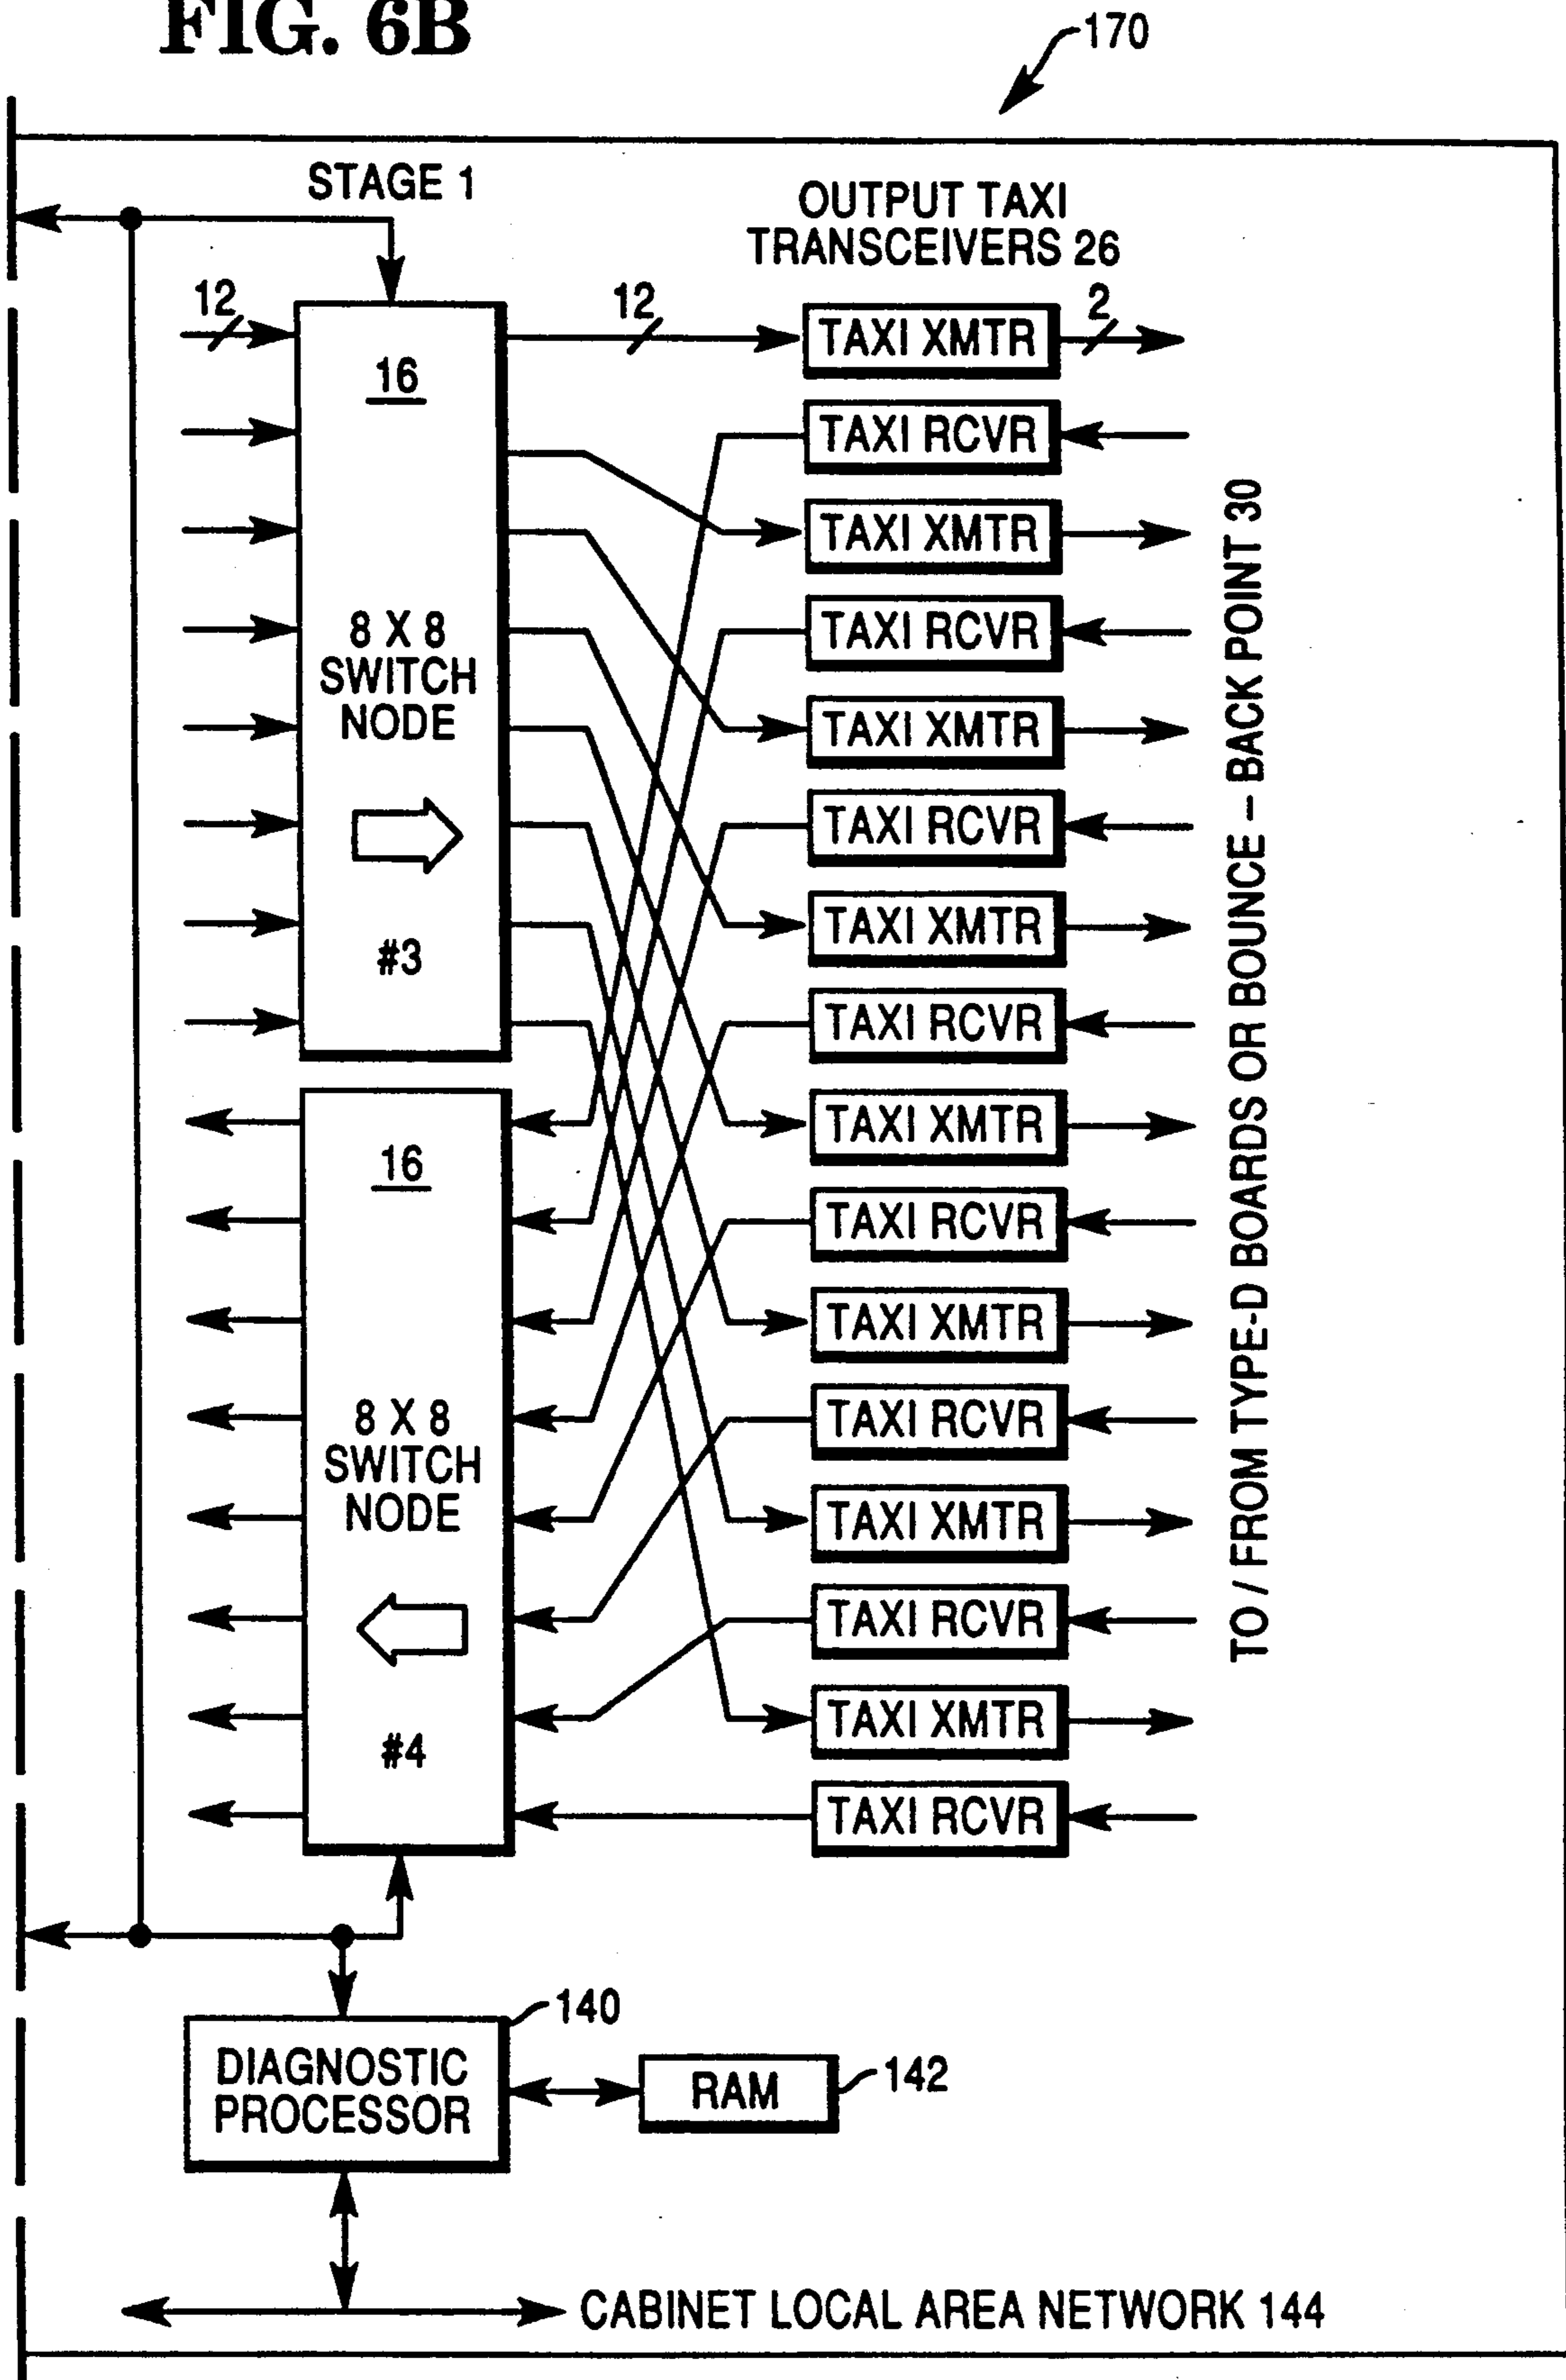 FIG. 6B
170
STAGE 1
OUTPUT TAXI
TRANSCEIVERS 26
12
12
2
16
8 X 8
SWITCH
NODE
#3
16
8 X 8
SWITCH
NODE
#4
TAXI XMTR
TAXI RCVR
TAXI XMTR
TAXI RCVR
TAXI XMTR
TAXI RCVR
TAXI XMTR
TAXI RCVR
TAXI XMTR
TAXI RCVR
TAXI XMTR
TAXI RCVR
TAXI XMTR
TAXI RCVR
TAXI XMTR
TAXI RCVR
TO / FROM TYPE-D BOARDS OR BOUNCE – BACK POINT 30
140
DIAGNOSTIC
PROCESSOR
RAM
142
CABINET LOCAL AREA NETWORK 144